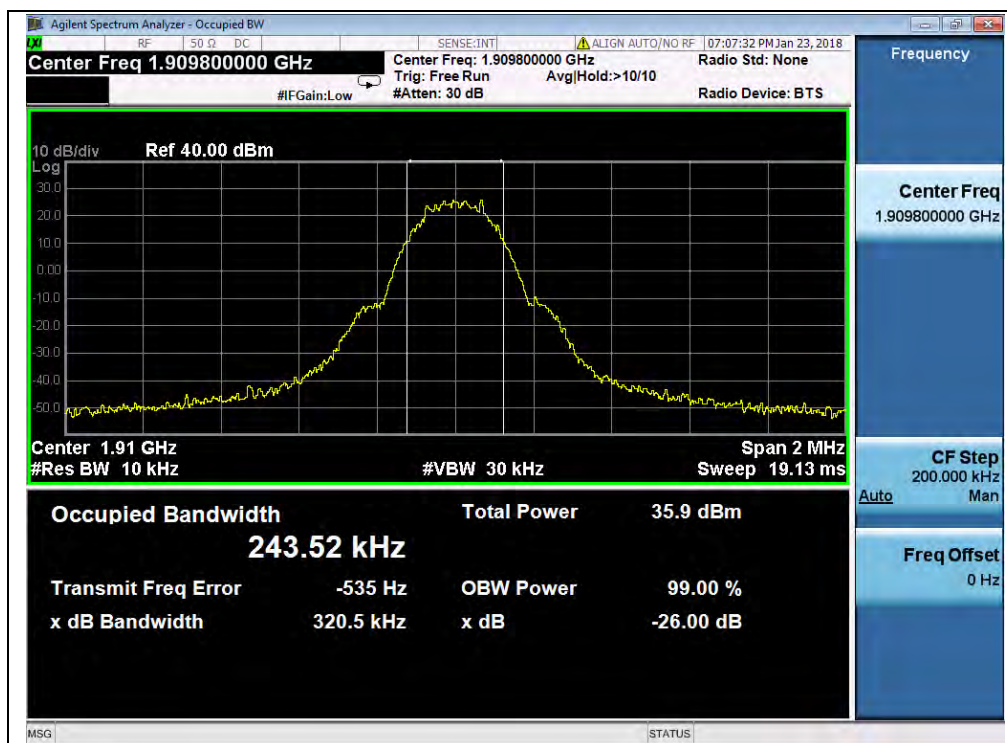 Agilent Spectrum Analyzer - Occupied BW
LXI RF 50 Ω DC SENSE:INT ALIGN AUTO/NO RF 07:07:32 PM Jan 23, 2018
Center Freq 1.909800000 GHz
Center Freq: 1.909800000 GHz
Radio Std: None
Trig: Free Run Avg|Hold:>10/10
#IFGain:Low #Atten: 30 dB Radio Device: BTS
10 dB/div Ref 40.00 dBm
Log
30.0
20.0
10.0
0.00
-10.0
-20.0
-30.0
-40.0
-50.0
Center 1.91 GHz Span 2 MHz
#Res BW 10 kHz #VBW 30 kHz Sweep 19.13 ms
Occupied Bandwidth Total Power 35.9 dBm
243.52 kHz
Transmit Freq Error -535 Hz OBW Power 99.00 %
x dB Bandwidth 320.5 kHz x dB -26.00 dB
Frequency
Center Freq
1.909800000 GHz
CF Step
200.000 kHz
Auto Man
Freq Offset
0 Hz
MSG STATUS